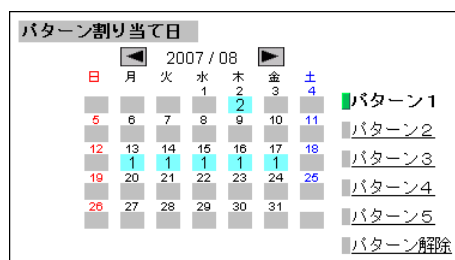 パターン割り当て日
◀ 2007 / 08 ▶
日 月 火 水 木 金 土
1 2 3 4
2
5 6 7 8 9 10 11
12 13 14 15 16 17 18
1 1 1 1 1
19 20 21 22 23 24 25
26 27 28 29 30 31
パターン1
パターン2
パターン3
パターン4
パターン5
パターン解除